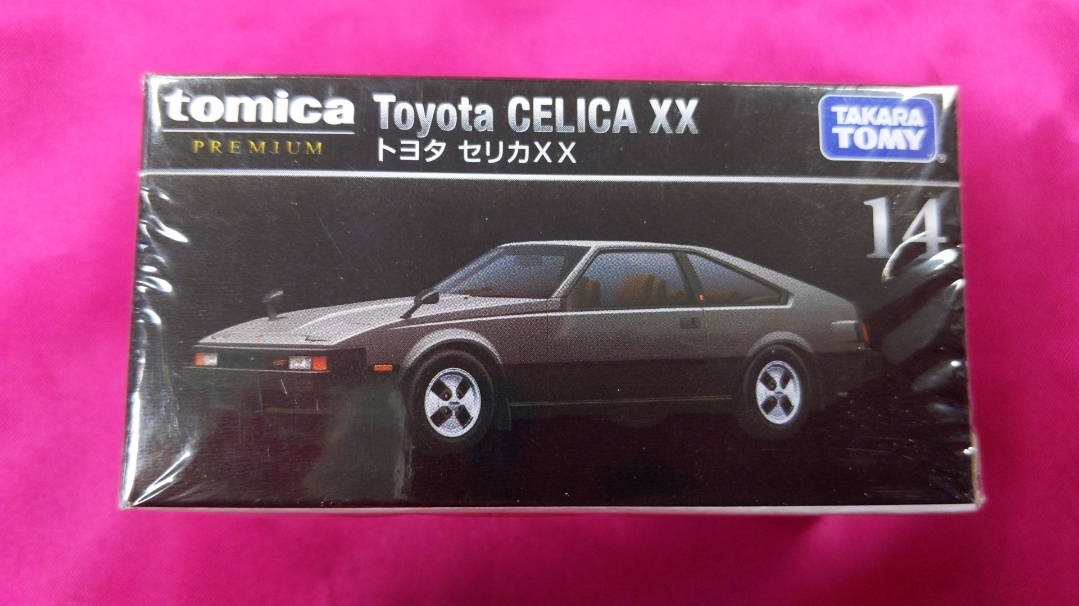 tomica
PREMIUM
Toyota CELICA XX
トヨタ セリカXX
TAKARA
TOMY
®
14